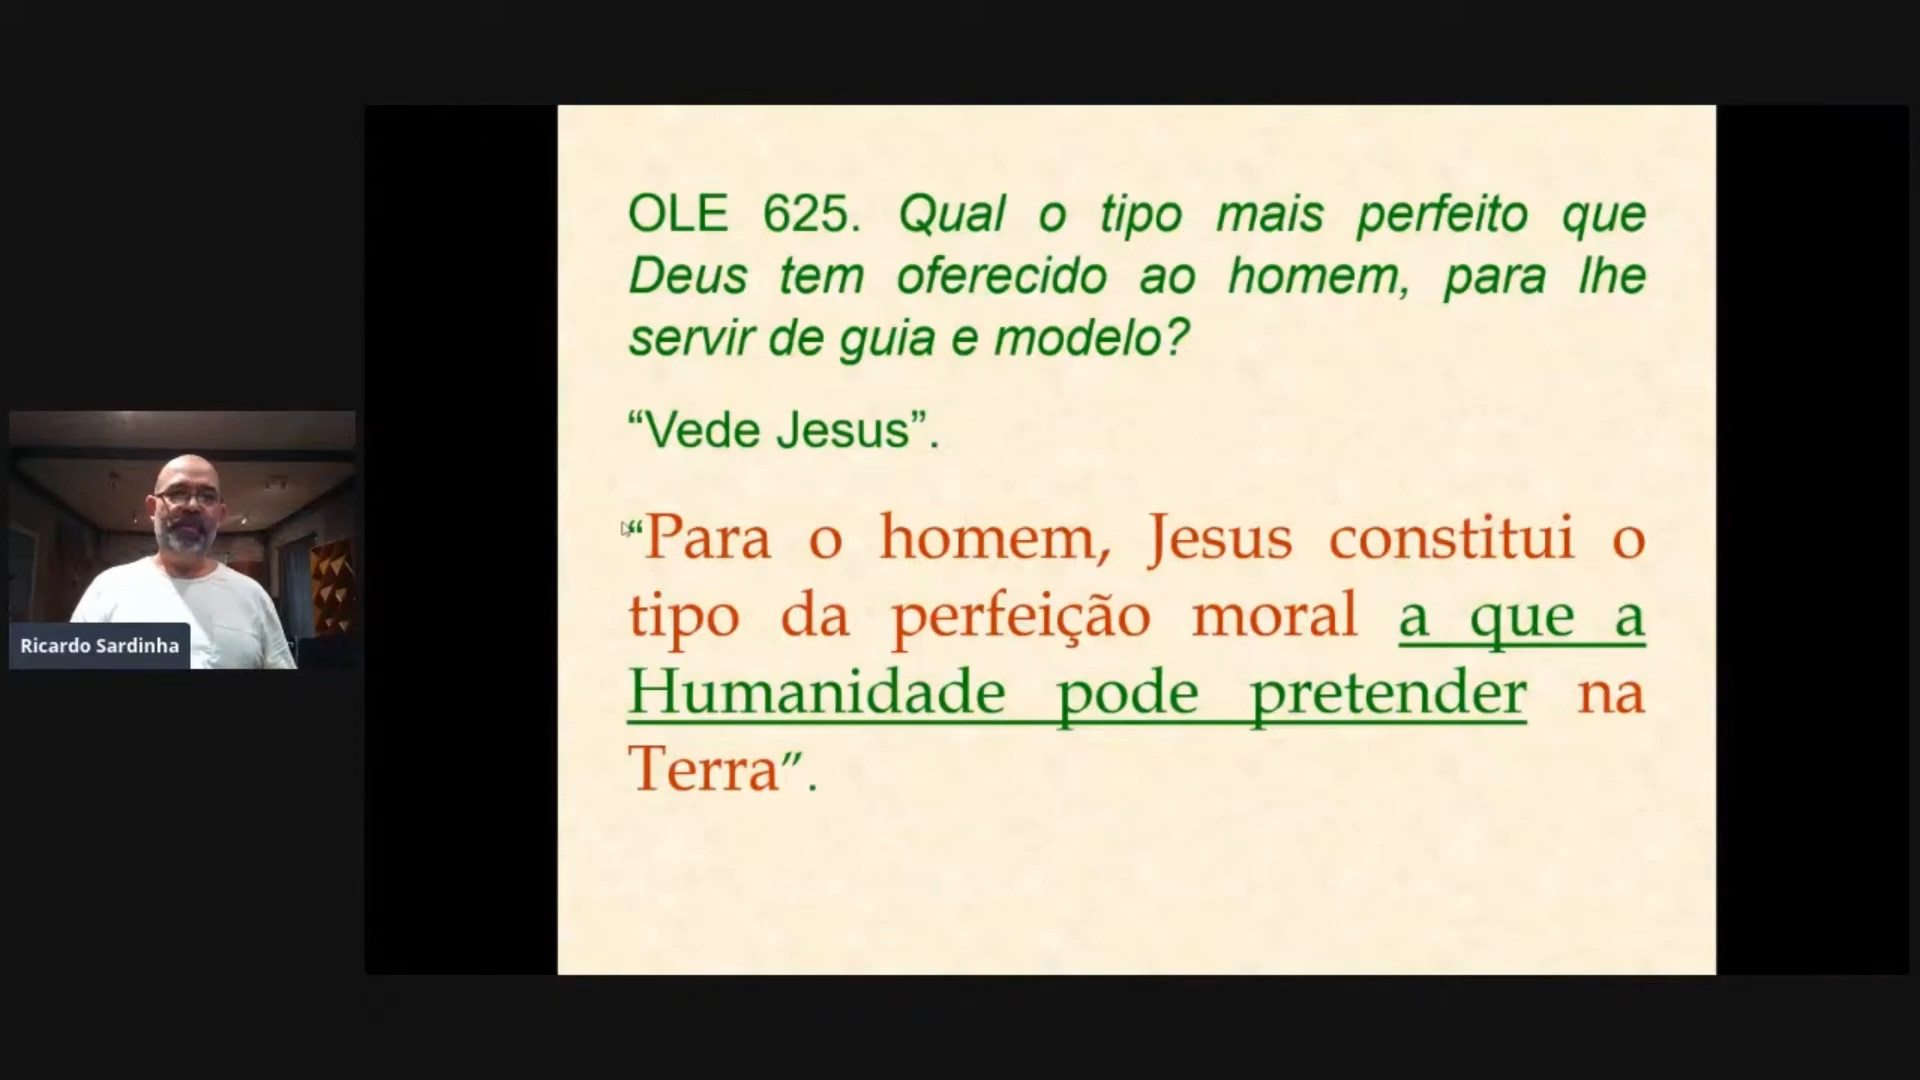 OLE 625. Qual o tipo mais perfeito que
Deus tem oferecido ao homem, para lhe
servir de guia e modelo?
“Vede Jesus”.
“Para o homem, Jesus constitui o
tipo da perfeição moral a que a
Humanidade pode pretender na
Terra”.
Ricardo Sardinha